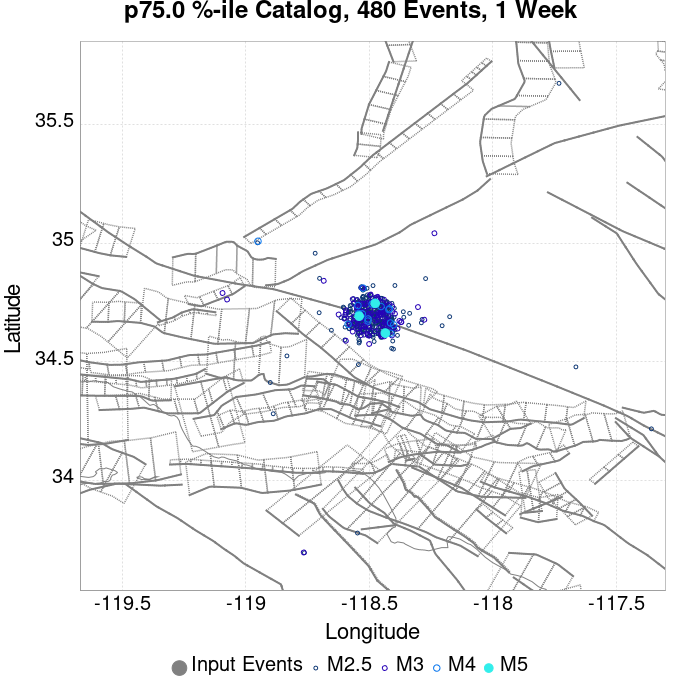 p75.0 %-ile Catalog, 480 Events, 1 Week
35.5
35
34.5
34
Latitude
-119.5 -119 -118.5 -118 -117.5
Longitude
Input Events M2.5 M3 M4 M5